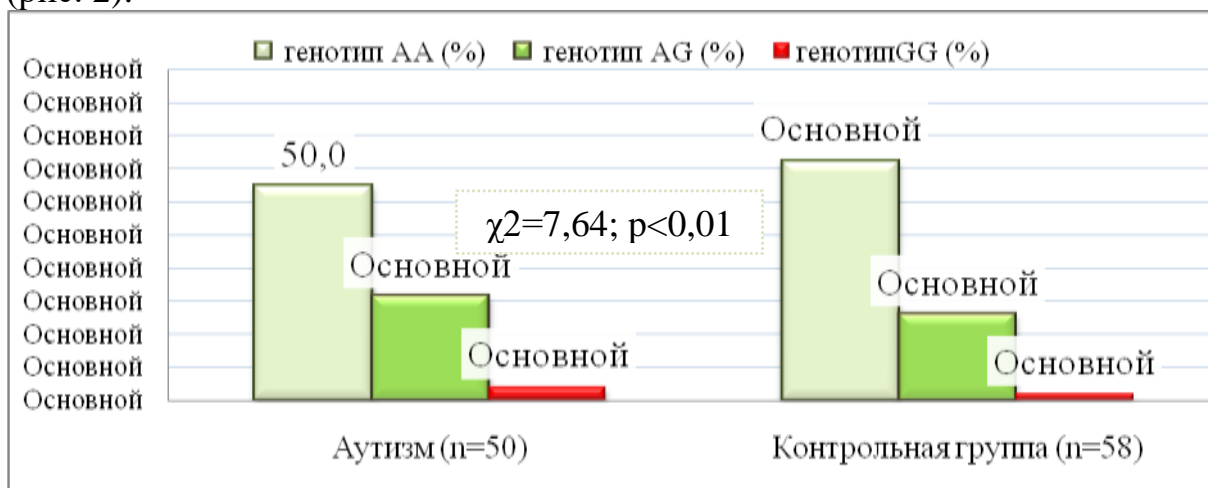 (рис. 2).
генотип AA (%) генотип AG (%) генотипGG (%)
Основной
Основной
Основной
Основной
Основной
Основной
Основной
Основной
Основной
Основной
Основной
50,0
Основной
Основной
Основной
Основной
Основной
χ2=7,64; p<0,01
Аутизм (n=50) Контрольная группа (n=58)